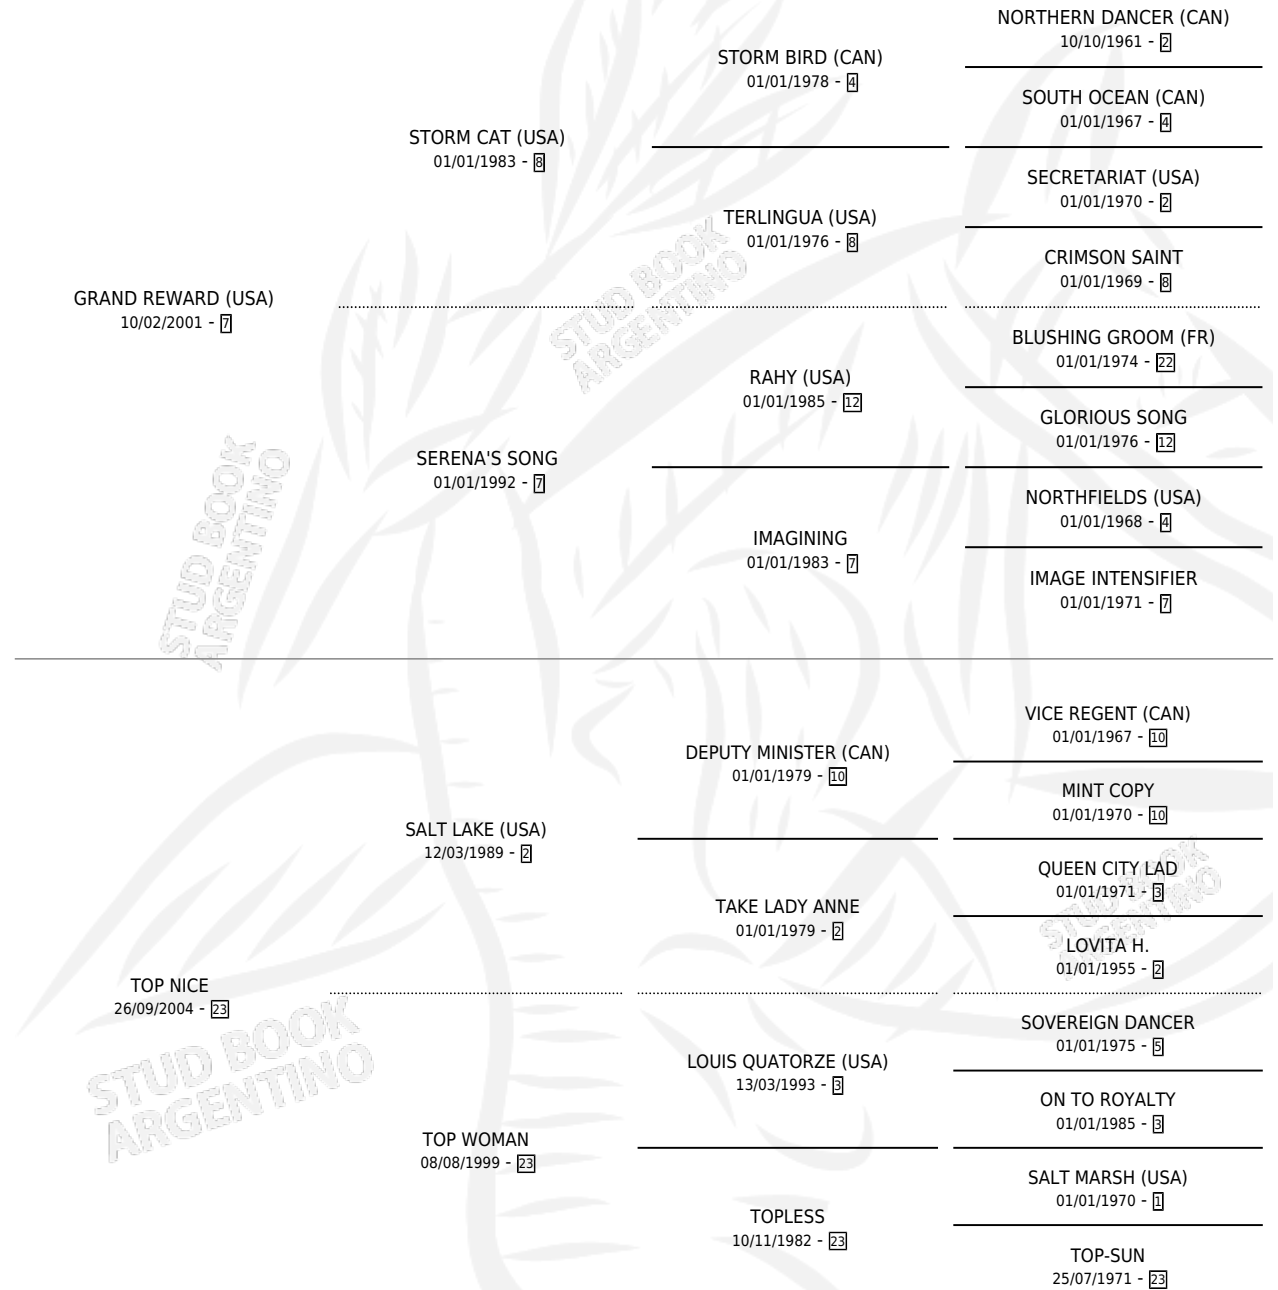 NORTHERN DANCER (CAN)
10/10/1961 - 2
STORM BIRD (CAN)
01/01/1978 - 4
SOUTH OCEAN (CAN)
01/01/1967 - 4
STORM CAT (USA)
01/01/1983 - 8
SECRETARIAT (USA)
01/01/1970 - 2
TERLINGUA (USA)
01/01/1976 - 8
CRIMSON SAINT
01/01/1969 - 8
GRAND REWARD (USA)
10/02/2001 - 7
STUD BOOK
ARGENTINO
BLUSHING GROOM (FR)
01/01/1974 - 22
RAHY (USA)
01/01/1985 - 12
GLORIOUS SONG
01/01/1976 - 12
SERENA'S SONG
01/01/1992 - 7
NORTHFIELDS (USA)
01/01/1968 - 4
IMAGINING
01/01/1983 - 7
IMAGE INTENSIFIER
01/01/1971 - 7
STUD BOOK
ARGENTINO
VICE REGENT (CAN)
01/01/1967 - 10
DEPUTY MINISTER (CAN)
01/01/1979 - 10
MINT COPY
01/01/1970 - 10
SALT LAKE (USA)
12/03/1989 - 2
QUEEN CITY LAD
01/01/1971 - 3
TAKE LADY ANNE
01/01/1979 - 2
STUD BOOK
ARGENTINO
LOVITA H.
01/01/1955 - 2
TOP NICE
26/09/2004 - 23
STUD BOOK
ARGENTINO
SOVEREIGN DANCER
01/01/1975 - 5
LOUIS QUATORZE (USA)
13/03/1993 - 3
ON TO ROYALTY
01/01/1985 - 3
TOP WOMAN
08/08/1999 - 23
SALT MARSH (USA)
01/01/1970 - 1
TOPLESS
10/11/1982 - 23
TOP-SUN
25/07/1971 - 23